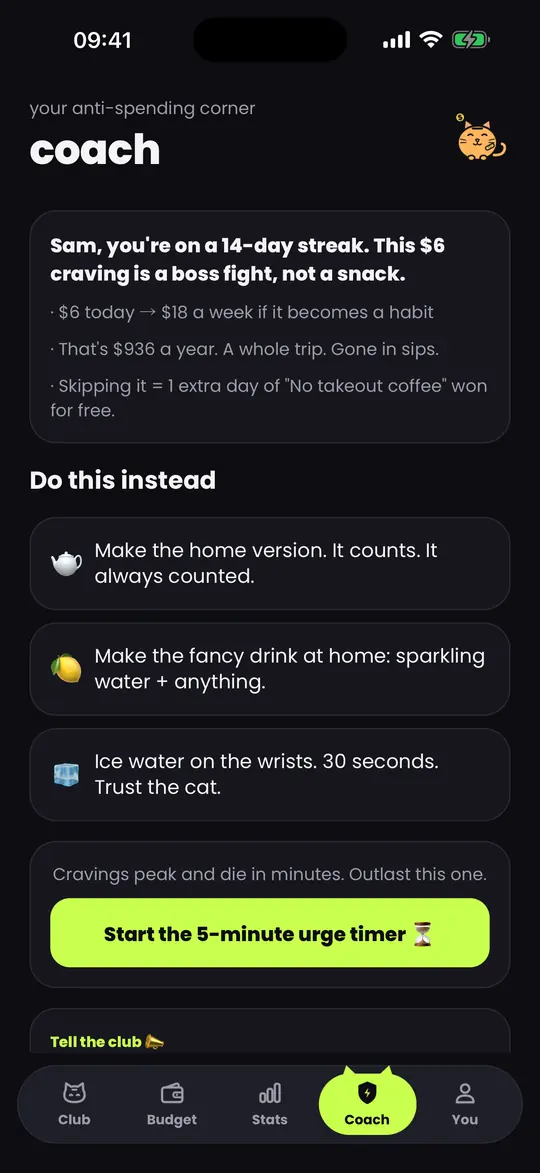 09:41
your anti-spending corner
coach
Sam, you're on a 14-day streak. This $6
craving is a boss fight, not a snack.
· $6 today → $18 a week if it becomes a habit
· That's $936 a year. A whole trip. Gone in sips.
· Skipping it = 1 extra day of "No takeout coffee" won
for free.
Do this instead
Make the home version. It counts. It
always counted.
Make the fancy drink at home: sparkling
water + anything.
Ice water on the wrists. 30 seconds.
Trust the cat.
Cravings peak and die in minutes. Outlast this one.
Start the 5-minute urge timer ⏳
Tell the club 📣
Club
Budget
Stats
Coach
You